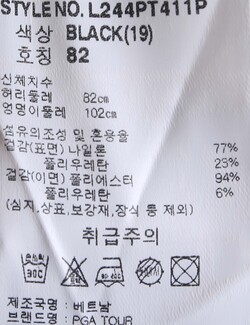 STYLE NO. L244PT411P
색상 BLACK(19)
호칭 82
신체치수
허리둘레 82cm
엉덩이둘레 102cm
섬유의조성 및 혼용율
겉감(표면) 나일론 77%
폴리우레탄 23%
겉감(이면) 폴리에스터 94%
폴리우레탄 6%
(심지,상표,보강재,장식 등 제외)
취급주의
제조국명 : 베트남
브랜드명 : PGA TOUR